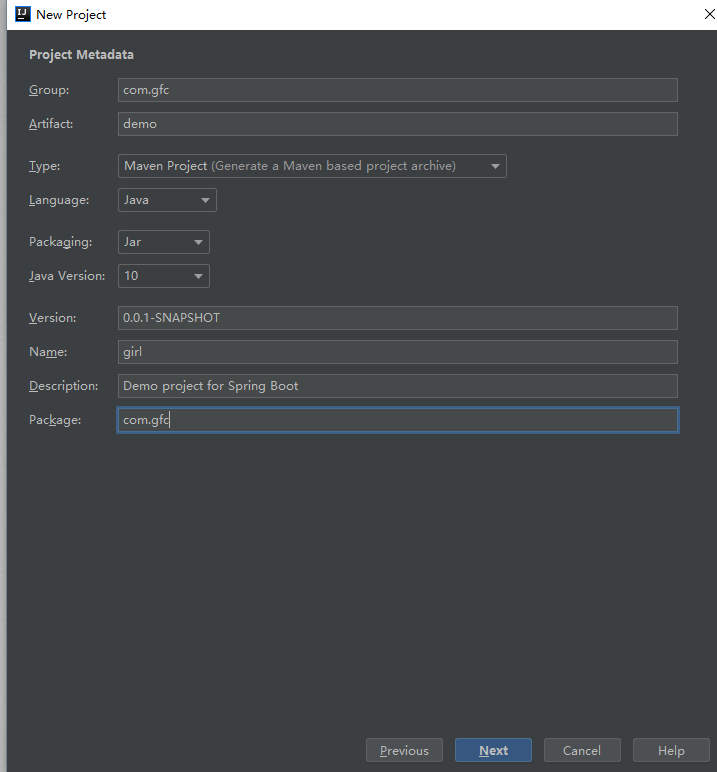 New Project
Project Metadata
Group: com.gfc
Artifact: demo
Type: Maven Project (Generate a Maven based project archive)
Language: Java
Packaging: Jar
Java Version: 10
Version: 0.0.1-SNAPSHOT
Name: girl
Description: Demo project for Spring Boot
Package: com.gfc
Previous Next Cancel Help